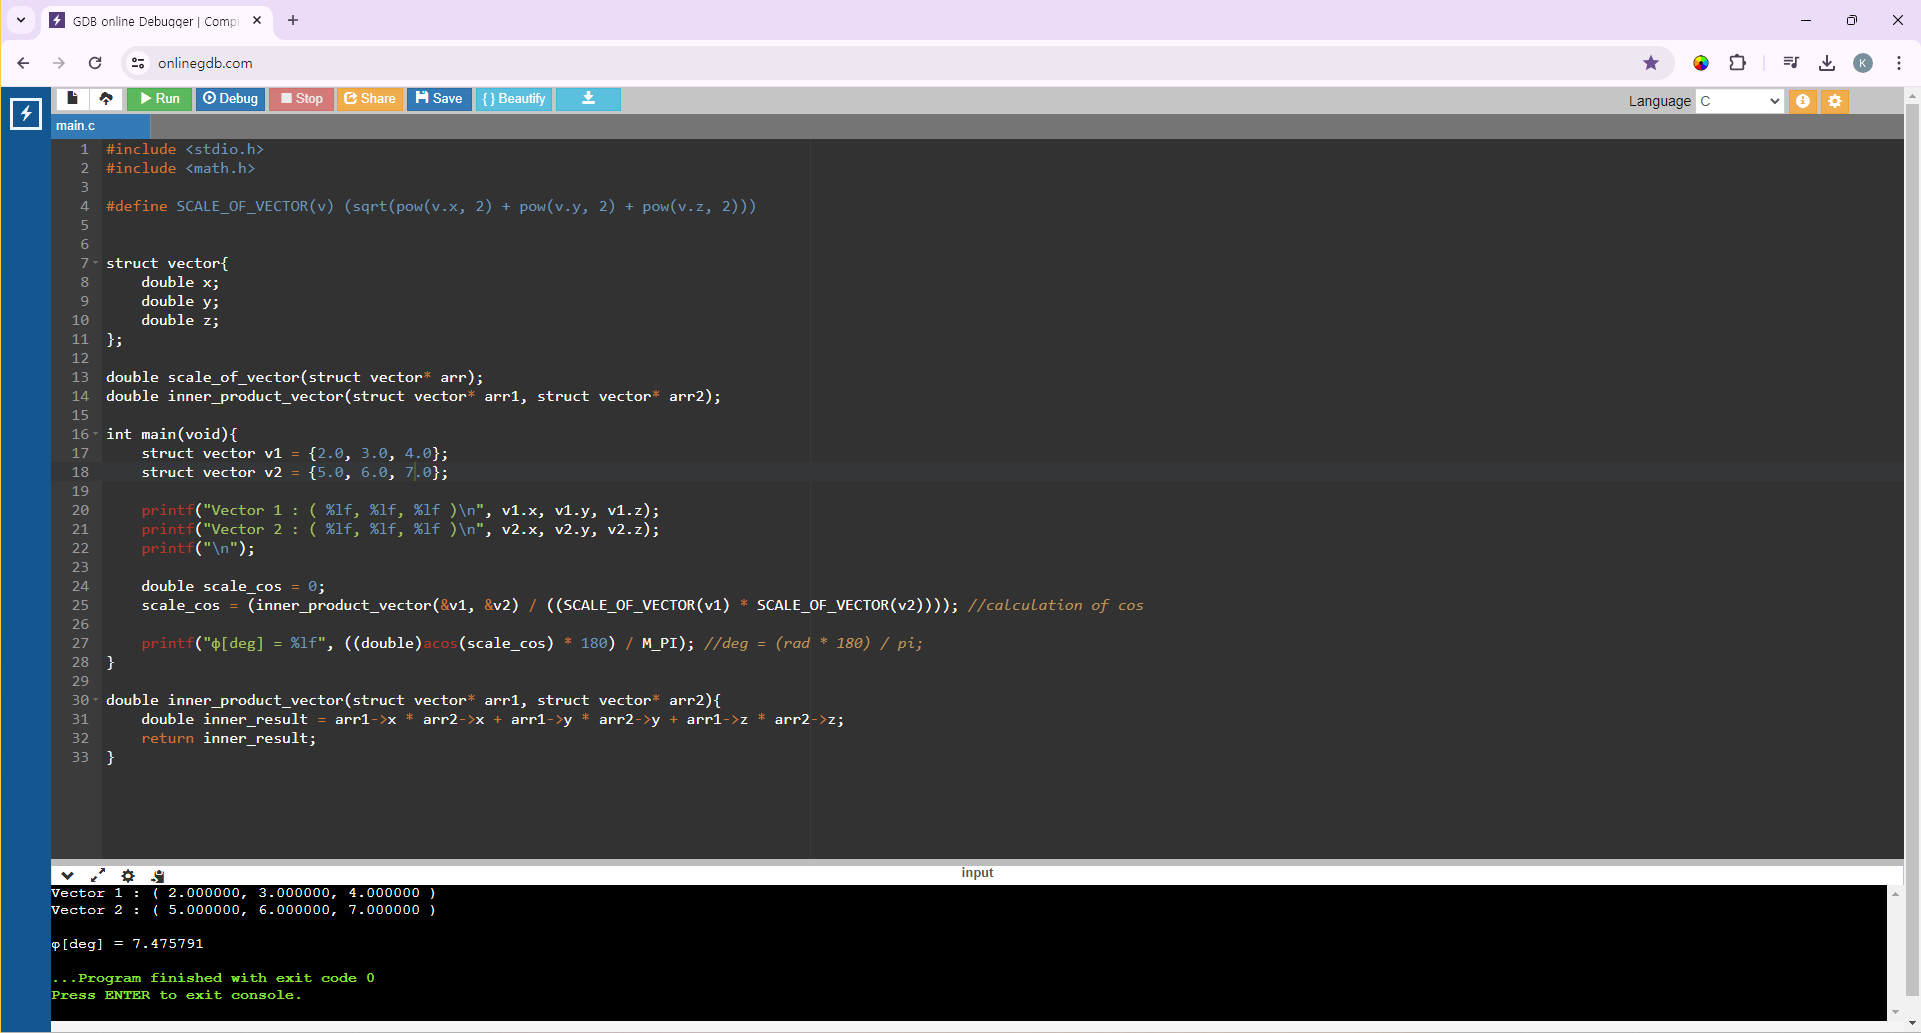 GDB online Debugger | Compi
onlinegdb.com
K
Run Debug Stop Share Save { } Beautify
Language C
main.c
1 #include <stdio.h>
2 #include <math.h>
3
4 #define SCALE_OF_VECTOR(v) (sqrt(pow(v.x, 2) + pow(v.y, 2) + pow(v.z, 2)))
5
6
7 struct vector{
8     double x;
9     double y;
10     double z;
11 };
12
13 double scale_of_vector(struct vector* arr);
14 double inner_product_vector(struct vector* arr1, struct vector* arr2);
15
16 int main(void){
17     struct vector v1 = {2.0, 3.0, 4.0};
18     struct vector v2 = {5.0, 6.0, 7.0};
19
20     printf("Vector 1 : ( %lf, %lf, %lf )\n", v1.x, v1.y, v1.z);
21     printf("Vector 2 : ( %lf, %lf, %lf )\n", v2.x, v2.y, v2.z);
22     printf("\n");
23
24     double scale_cos = 0;
25     scale_cos = (inner_product_vector(&v1, &v2) / ((SCALE_OF_VECTOR(v1) * SCALE_OF_VECTOR(v2)))); //calculation of cos
26
27     printf("φ[deg] = %lf", ((double)acos(scale_cos) * 180) / M_PI); //deg = (rad * 180) / pi;
28 }
29
30 double inner_product_vector(struct vector* arr1, struct vector* arr2){
31     double inner_result = arr1->x * arr2->x + arr1->y * arr2->y + arr1->z * arr2->z;
32     return inner_result;
33 }
input
Vector 1 : ( 2.000000, 3.000000, 4.000000 )
Vector 2 : ( 5.000000, 6.000000, 7.000000 )
φ[deg] = 7.475791
...Program finished with exit code 0
Press ENTER to exit console.